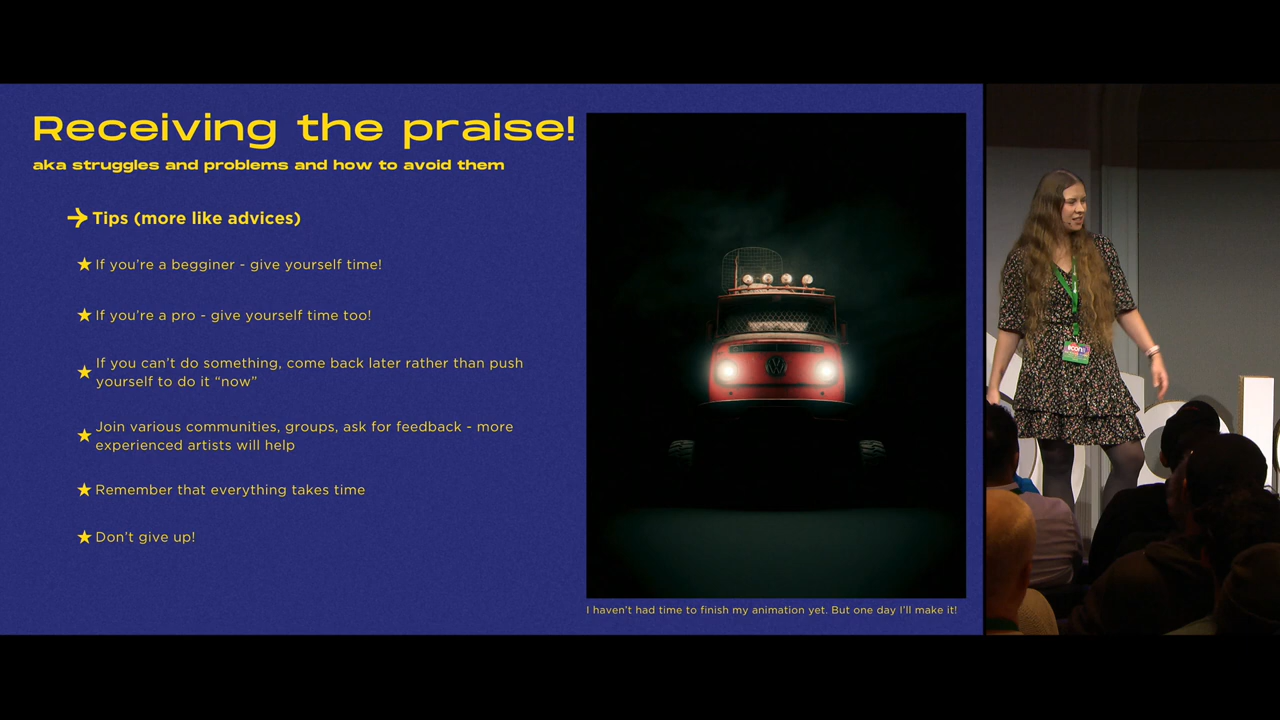 Receiving the praise!
aka struggles and problems and how to avoid them
Tips (more like advices)
If you're a begginer - give yourself time!
If you're a pro - give yourself time too!
If you can't do something, come back later rather than push
yourself to do it “now”
Join various communities, groups, ask for feedback - more
experienced artists will help
Remember that everything takes time
Don't give up!
I haven't had time to finish my animation yet. But one day I'll make it!